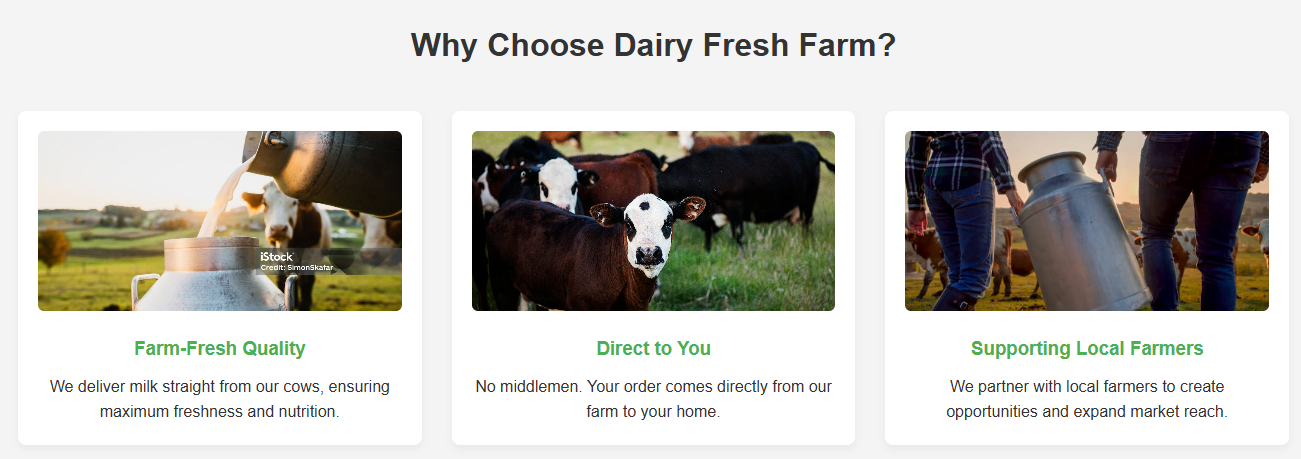 Why Choose Dairy Fresh Farm?
iStock
Credit: SimonSkafar
Farm-Fresh Quality
We deliver milk straight from our cows, ensuring
maximum freshness and nutrition.
Direct to You
No middlemen. Your order comes directly from our
farm to your home.
Supporting Local Farmers
We partner with local farmers to create
opportunities and expand market reach.